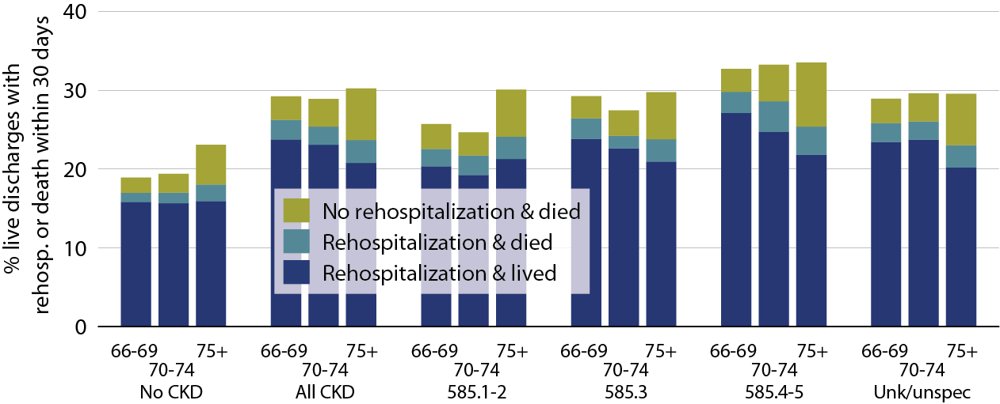 % live discharges with
rehosp. or death within 30 days
40
30
20
10
0
No rehospitalization & died
Rehospitalization & died
Rehospitalization & lived
66-69 75+ 66-69 75+ 66-69 75+ 66-69 75+ 66-69 75+ 66-69 75+
70-74 70-74 70-74 70-74 70-74 70-74
No CKD All CKD 585.1-2 585.3 585.4-5 Unk/unspec